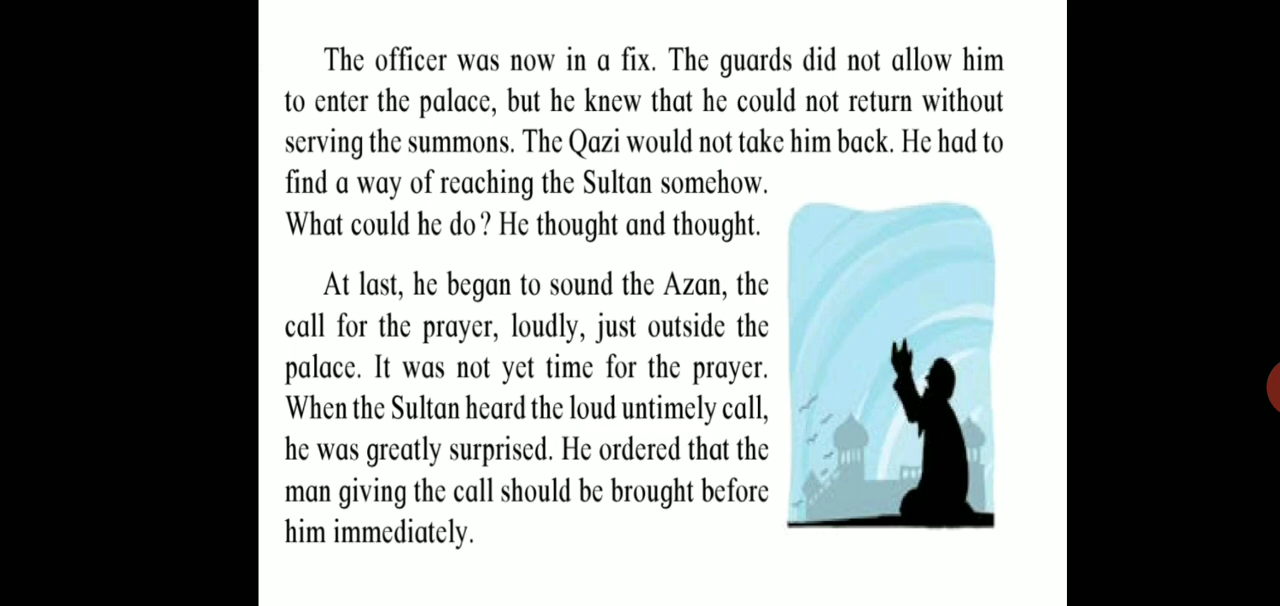 The officer was now in a fix. The guards did not allow him
to enter the palace, but he knew that he could not return without
serving the summons. The Qazi would not take him back. He had to
find a way of reaching the Sultan somehow.
What could he do? He thought and thought.
At last, he began to sound the Azan, the
call for the prayer, loudly, just outside the
palace. It was not yet time for the prayer.
When the Sultan heard the loud untimely call,
he was greatly surprised. He ordered that the
man giving the call should be brought before
him immediately.